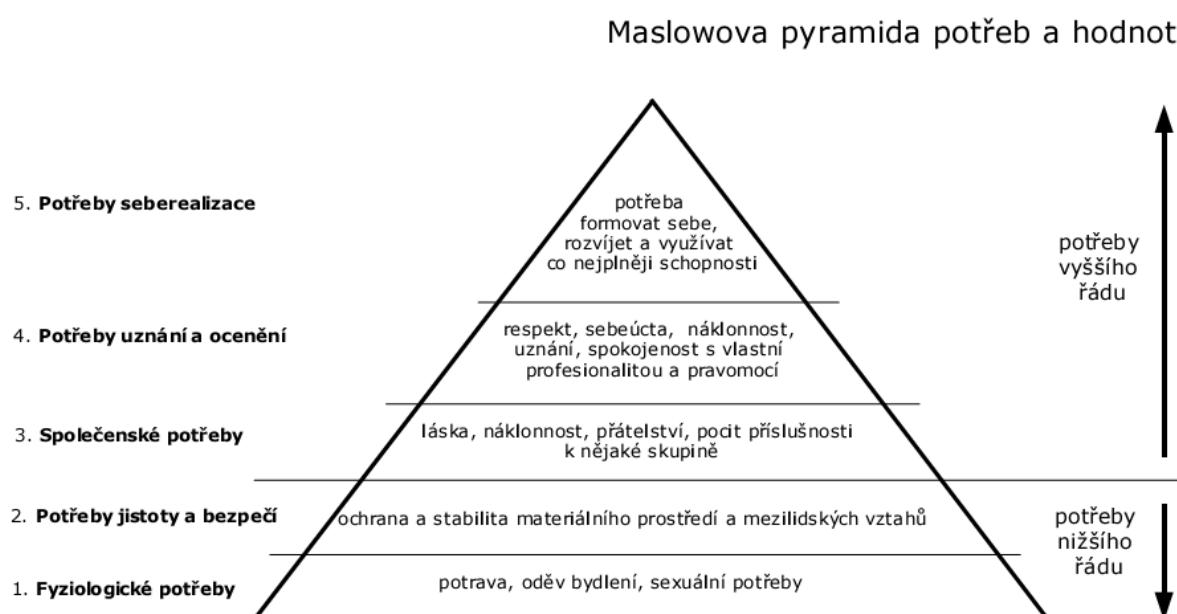 Maslowova pyramida potřeb a hodnot
5. Potřeby seberealizace
potřeba
formovat sebe,
rozvíjet a využívat
co nejplněji schopnosti
potřeby
vyššího
řádu
4. Potřeby uznání a ocenění
respekt, sebeúcta, náklonnost,
uznání, spokojenost s vlastní
profesionalitou a pravomocí
3. Společenské potřeby
láska, náklonnost, přátelství, pocit příslušnosti
k nějaké skupině
2. Potřeby jistoty a bezpečí
ochrana a stabilita materiálního prostředí a mezilidských vztahů
potřeby
nižšího
řádu
1. Fyziologické potřeby
potrava, oděv bydlení, sexuální potřeby